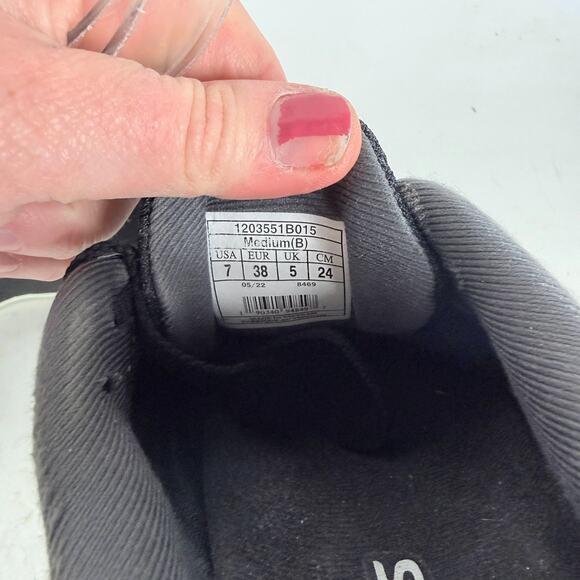 1203551B015
Medium(B)
USA EUR UK CM
7 38 5 24
05/22 8469
S